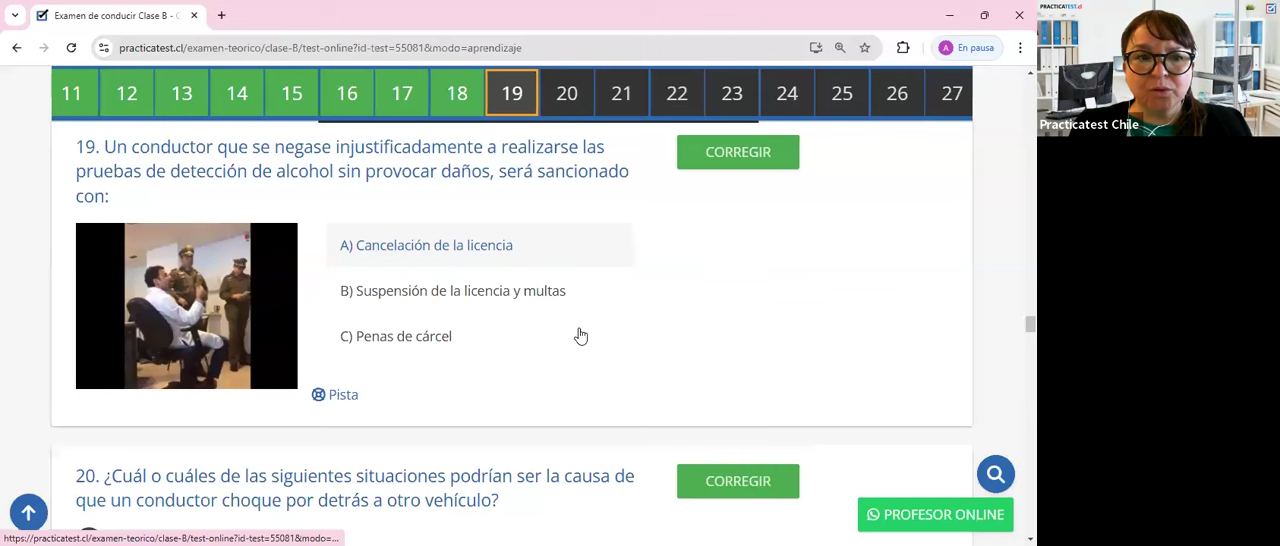 Examen de conducir Clase B - C
practicatest.cl/examen-teorico/clase-B/test-online?id-test=55081&modo=aprendizaje
A
En pausa
PRACTICATEST.cl
Practicatest Chile
11 12 13 14 15 16 17 18 19 20 21 22 23 24 25 26 27
19. Un conductor que se negase injustificadamente a realizarse las
pruebas de detección de alcohol sin provocar daños, será sancionado
con:
CORREGIR
A) Cancelación de la licencia
B) Suspensión de la licencia y multas
C) Penas de cárcel
Pista
20. ¿Cuál o cuáles de las siguientes situaciones podrían ser la causa de
que un conductor choque por detrás a otro vehículo?
CORREGIR
PROFESOR ONLINE
https://practicatest.cl/examen-teorico/clase-B/test-online?id-test=55081&mo=...